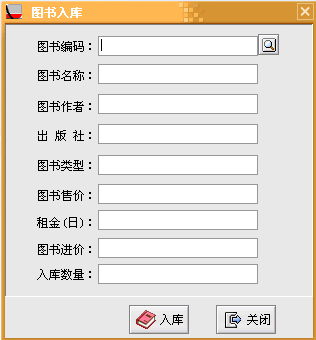 图书入库
图书编码：
图书名称：
图书作者：
出 版 社：
图书类型：
图书售价：
租金(日)：
图书进价：
入库数量：
入库 关闭